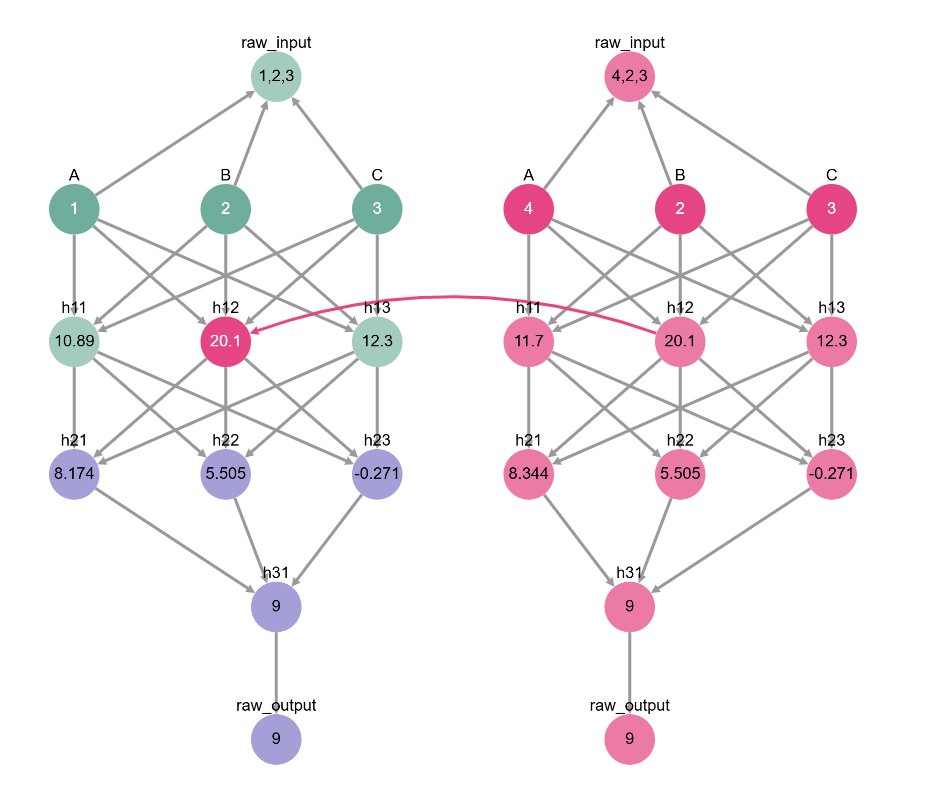 raw_input raw_input
1,2,3 4,2,3
A B C A B C
1 2 3 4 2 3
h11 h12 h13 h11 h12 h13
10.89 20.1 12.3 11.7 20.1 12.3
h21 h22 h23 h21 h22 h23
8.174 5.505 -0.271 8.344 5.505 -0.271
h31 h31
9 9
raw_output raw_output
9 9